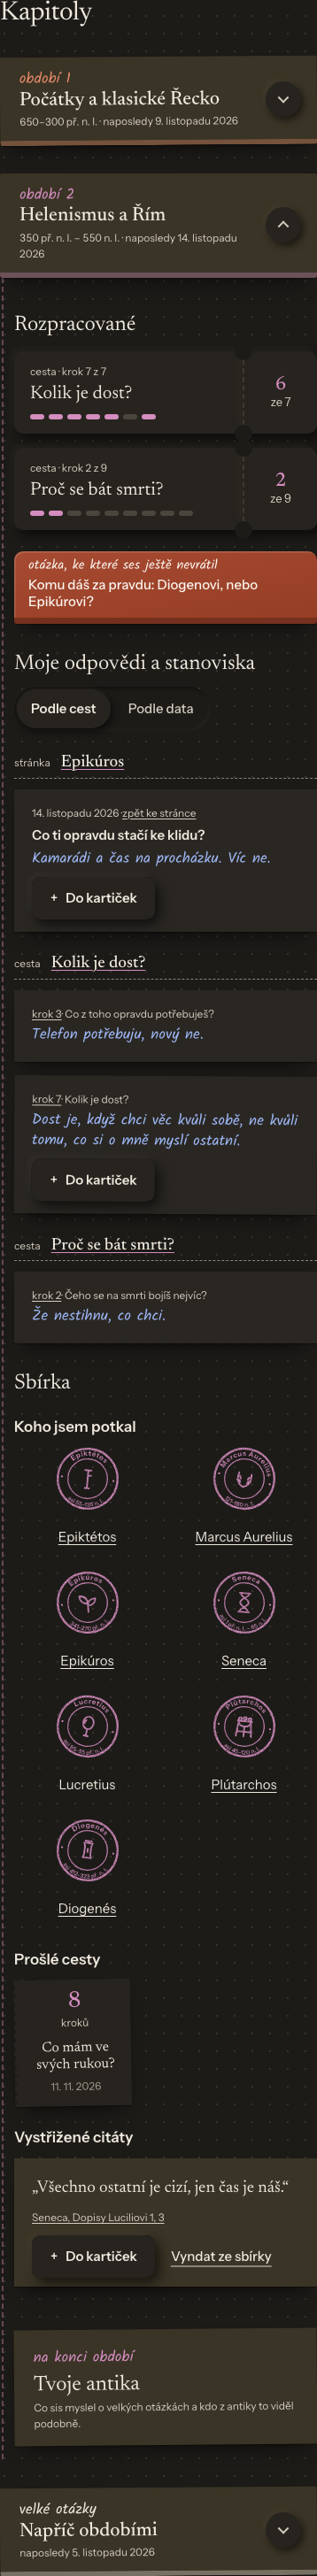 Kapitoly
období 1
Počátky a klasické Řecko
650–300 př. n. l. · naposledy 9. listopadu 2026
období 2
Helenismus a Řím
350 př. n. l. – 550 n. l. · naposledy 14. listopadu
2026
Rozpracované
cesta · krok 7 z 7
Kolik je dost?
6
ze 7
cesta · krok 2 z 9
Proč se bát smrti?
2
ze 9
otázka, ke které ses ještě nevrátil
Komu dáš za pravdu: Diogenovi, nebo
Epikúrovi?
Moje odpovědi a stanoviska
Podle cest
Podle data
stránka Epikúros
14. listopadu 2026 · zpět ke stránce
Co ti opravdu stačí ke klidu?
Kamarádi a čas na procházku. Víc ne.
+ Do kartiček
cesta Kolik je dost?
krok 3 · Co z toho opravdu potřebuješ?
Telefon potřebuju, nový ne.
krok 7 · Kolik je dost?
Dost je, když chci věc kvůli sobě, ne kvůli
tomu, co si o mně myslí ostatní.
+ Do kartiček
cesta Proč se bát smrti?
krok 2 · Čeho se na smrti bojíš nejvíc?
Že nestihnu, co chci.
Sbírka
Koho jsem potkal
Epiktétos
Marcus Aurelius
Epiktétos
Marcus Aurelius
Epikúros
Seneca
Epikúros
Seneca
Lucretius
Plútarchos
Lucretius
Plútarchos
Diogenés
Diogenés
Prošlé cesty
8
kroků
Co mám ve
svých rukou?
11. 11. 2026
Vystřižené citáty
„Všechno ostatní je cizí, jen čas je náš.“
Seneca, Dopisy Luciliovi 1, 3
+ Do kartiček
Vyndat ze sbírky
na konci období
Tvoje antika
Co sis myslel o velkých otázkách a kdo z antiky to viděl
podobně.
velké otázky
Napříč obdobími
naposledy 5. listopadu 2026